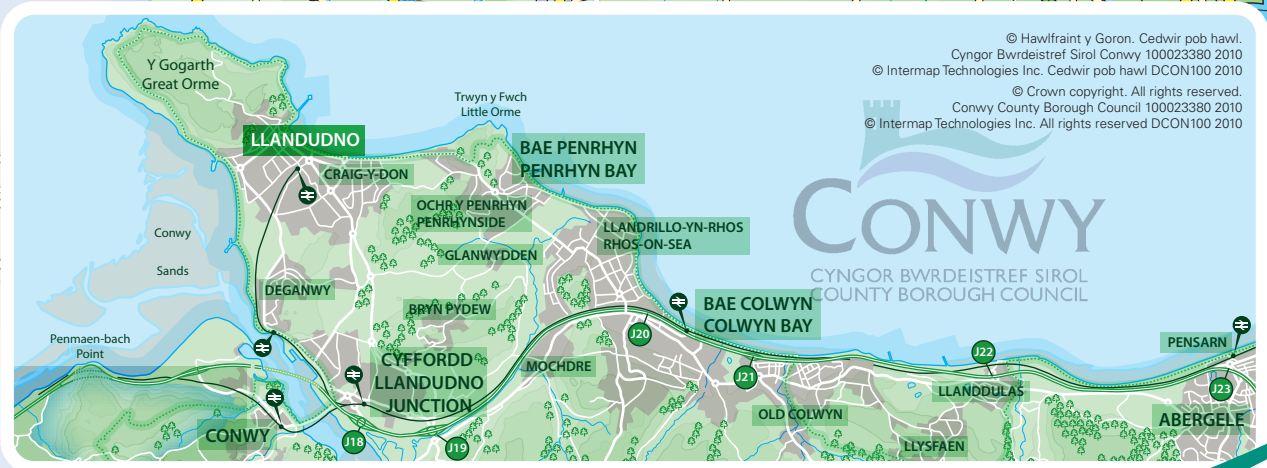 © Hawlfraint y Goron. Cedwir pob hawl.
Cyngor Bwrdeistref Sirol Conwy 100023380 2010
© Intermap Technologies Inc. Cedwir pob hawl DCON100 2010
© Crown copyright. All rights reserved.
Conwy County Borough Council 100023380 2010
© Intermap Technologies Inc. All rights reserved DCON100 2010
Y Gogarth
Great Orme
Trwyn y Fwch
Little Orme
LLANDUDNO
BAE PENRHYN
PENRHYN BAY
CRAIG-Y-DON
OCHR Y PENRHYN
PENRHYNSIDE
LLANDRILLO-YN-RHOS
RHOS-ON-SEA
CONWY
CYNGOR BWRDEISTREF SIROL
COUNTY BOROUGH COUNCIL
Conwy
Sands
GLANWYDDEN
DEGANWY
BRYN PYDEW
BAE COLWYN
COLWYN BAY
J20
Penmaen-bach
Point
CYFFORDD
LLANDUDNO
JUNCTION
MOCHDRE
J21
J22
PENSARN
LLANDDULAS
J23
OLD COLWYN
ABERGELE
CONWY
J18
J19
LLYSFAEN